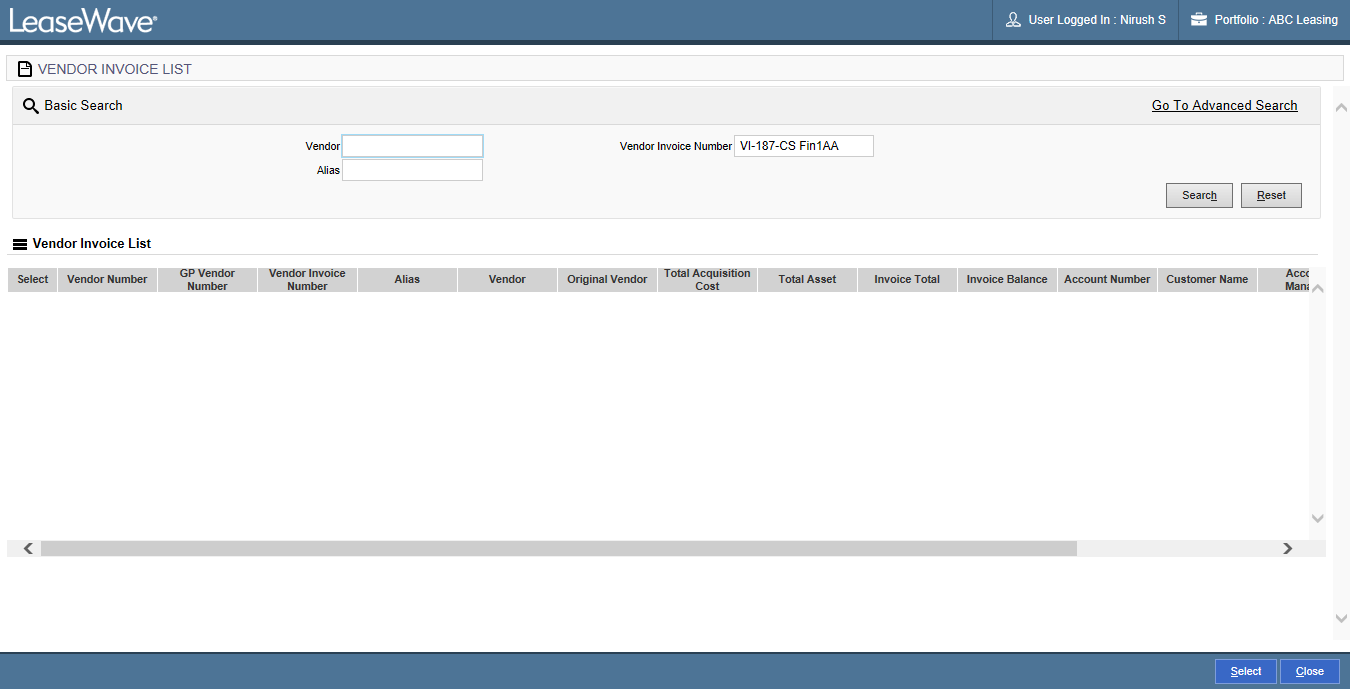 LeaseWave®
User Logged In : Nirush S
Portfolio : ABC Leasing
VENDOR INVOICE LIST
Basic Search
Go To Advanced Search
Vendor
Vendor Invoice Number
VI-187-CS Fin1AA
Alias
Search
Reset
Vendor Invoice List
Select
Vendor Number
GP Vendor
Number
Vendor Invoice
Number
Alias
Vendor
Original Vendor
Total Acquisition
Cost
Total Asset
Invoice Total
Invoice Balance
Account Number
Customer Name
Acco
Mana
Select
Close